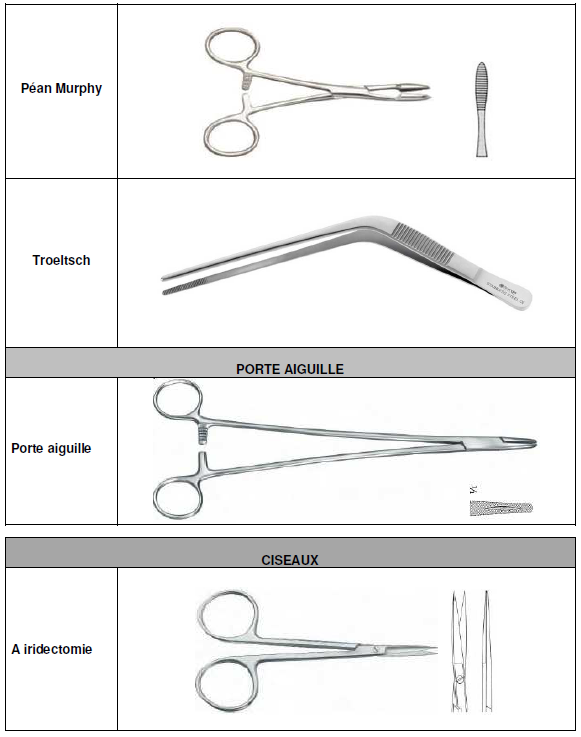 Péan Murphy
Troeltsch
PORTE AIGUILLE
Porte aiguille
CISEAUX
A iridectomie